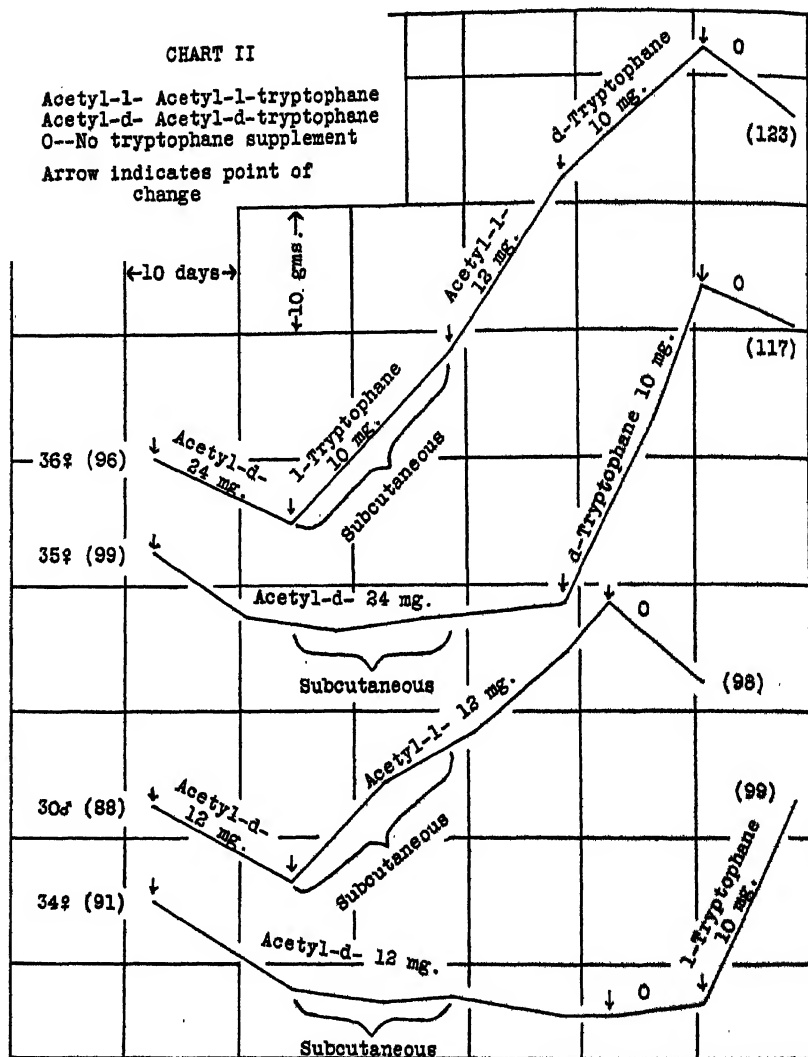 CHART II
Acetyl-l- Acetyl-l-tryptophane
Acetyl-d- Acetyl-d-tryptophane
O--No tryptophane supplement
Arrow indicates point of
change
←10 days→
←10 gms.→
d-Tryptophane
10 mg.
O
(123)
Acetyl-l-
12 mg.
l-Tryptophane
10 mg.
Subcutaneous
36♀ (96)
Acetyl-d-
24 mg.
O
(117)
d-Tryptophane 10 mg.
35♀ (99)
Acetyl-d- 24 mg.
Subcutaneous
O
(98)
30♂ (88)
Acetyl-d-
12 mg.
Acetyl-l- 12 mg.
Subcutaneous
(99)
34♀ (91)
Acetyl-d- 12 mg.
Subcutaneous
O
l-Tryptophane
10 mg.